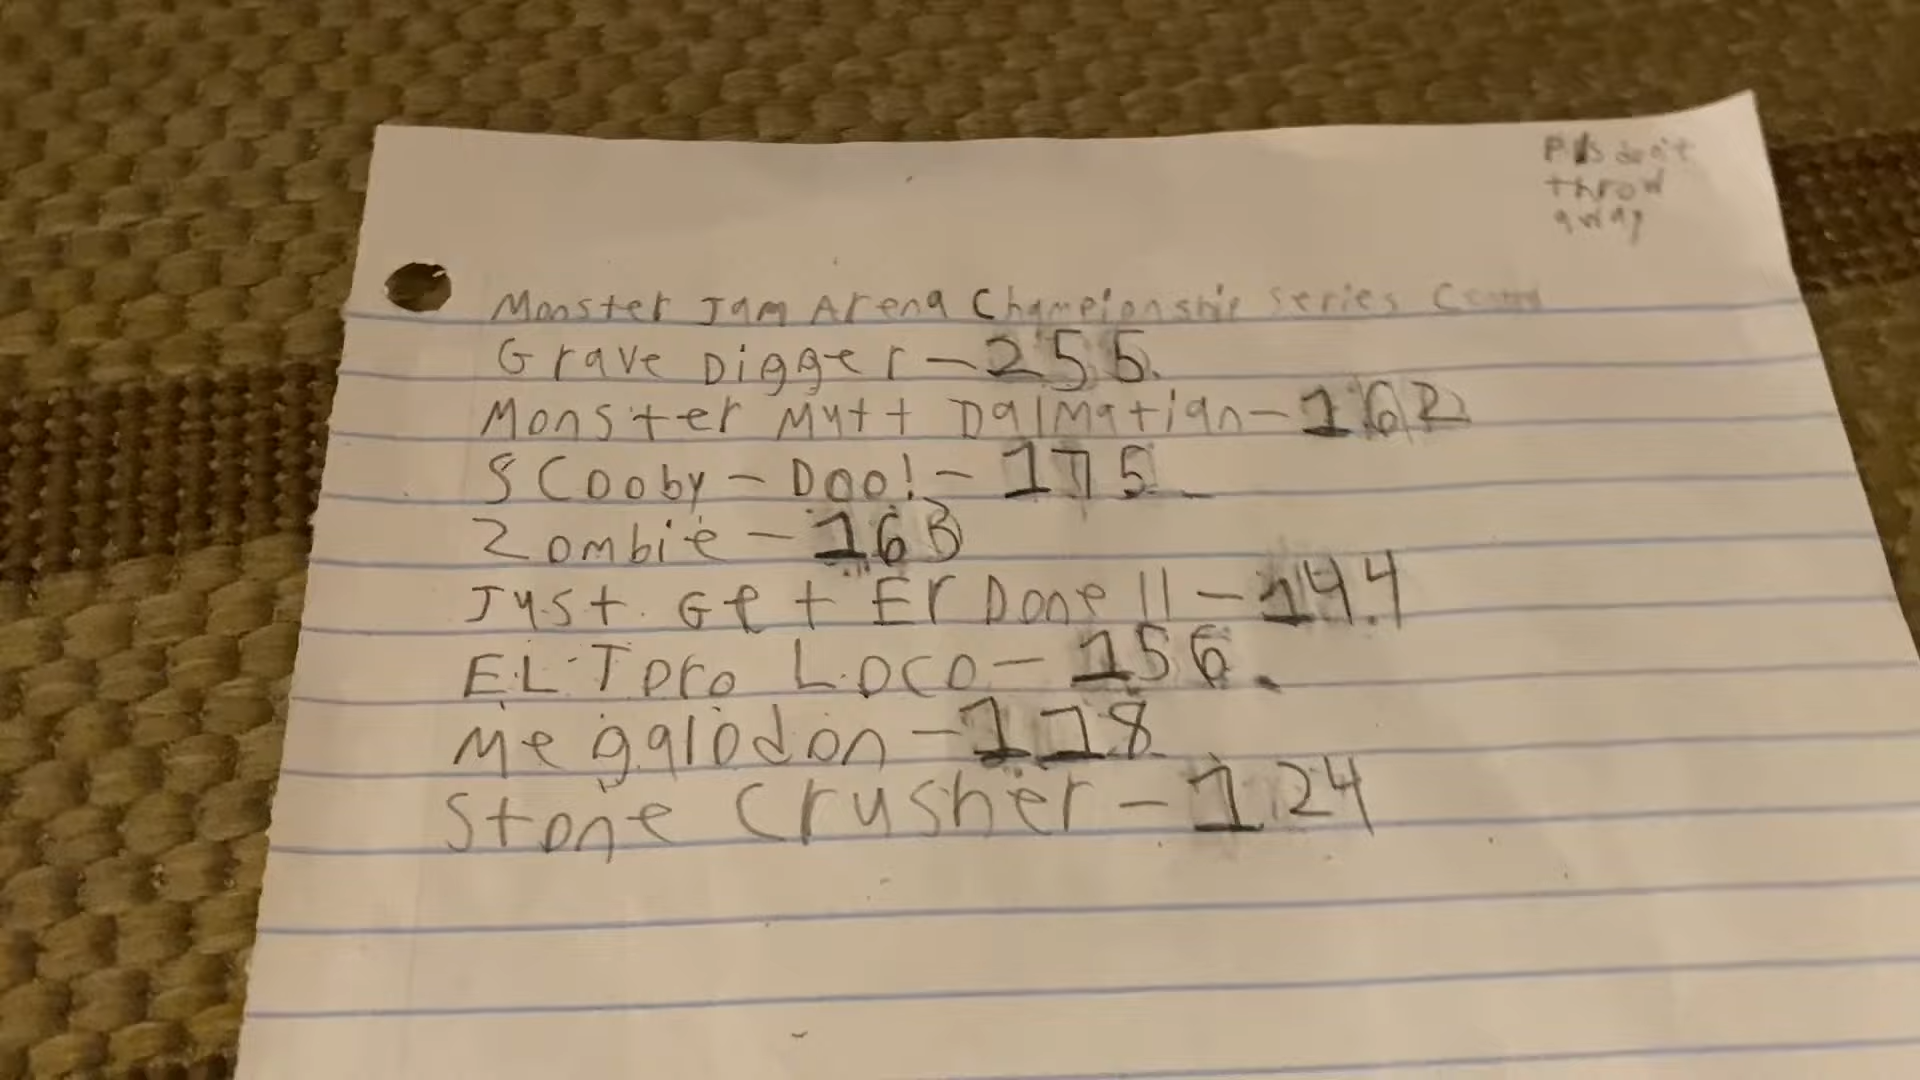 Pls don't
throw
away
Monster Jam Arena Championship Series
Grave Digger - 255
Monster Mutt Dalmatian - 162
Scooby-Doo! - 175
Zombie - 163
Just Get Er Done 11 - 144
EL Toro Loco - 156
Megalodon - 118
Stone Crusher - 124